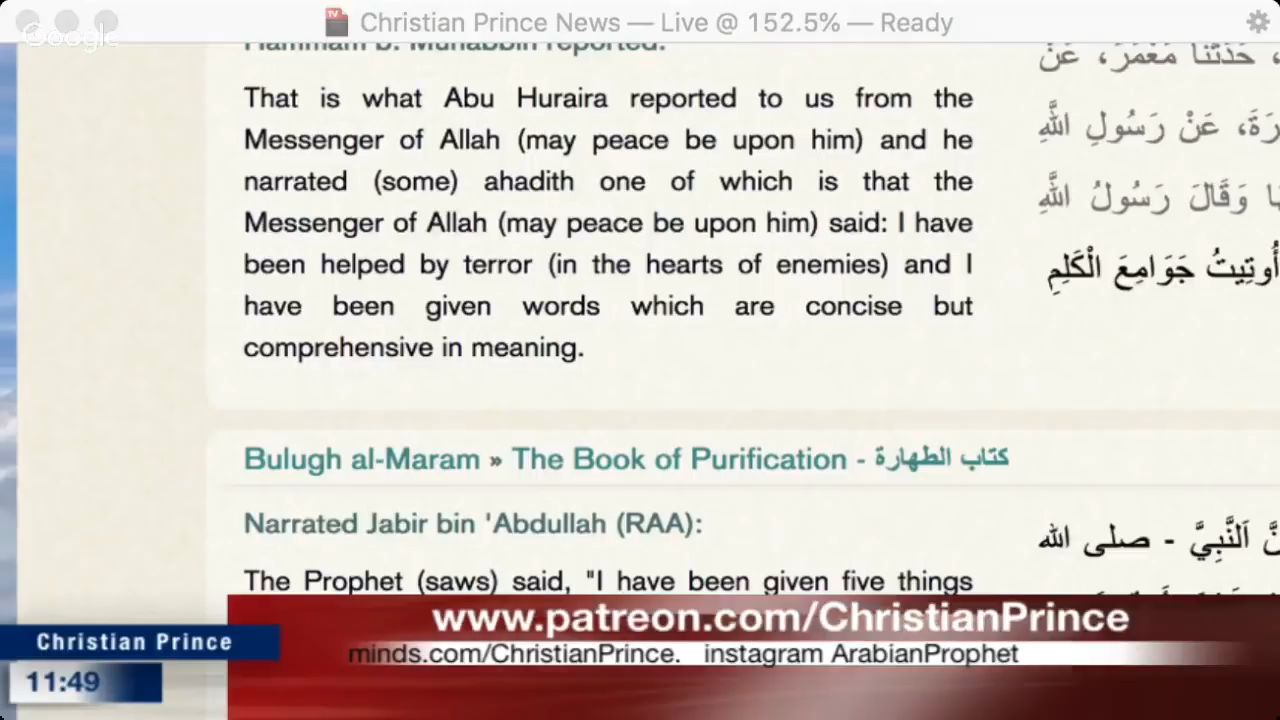 Christian Prince News — Live @ 152.5% — Ready
Google
Hammam b. Munabbih reported:
That is what Abu Huraira reported to us from the
Messenger of Allah (may peace be upon him) and he
narrated (some) ahadith one of which is that the
Messenger of Allah (may peace be upon him) said: I have
been helped by terror (in the hearts of enemies) and I
have been given words which are concise but
comprehensive in meaning.
، حَدَّثَنَا مَعْمَرٌ، عَنْ
رَةَ، عَنْ رَسُولِ اللَّهِ
هَا وَقَالَ رَسُولُ اللَّهِ
أُوتِيتُ جَوَامِعَ الْكَلِمِ
Bulugh al-Maram » The Book of Purification - كتاب الطهارة
Narrated Jabir bin 'Abdullah (RAA):
The Prophet (saws) said, "I have been given five things
نَّ اَلنَّبِيَّ - صلى الله
www.patreon.com/ChristianPrince
minds.com/ChristianPrince. instagram ArabianProphet
Christian Prince
11:49